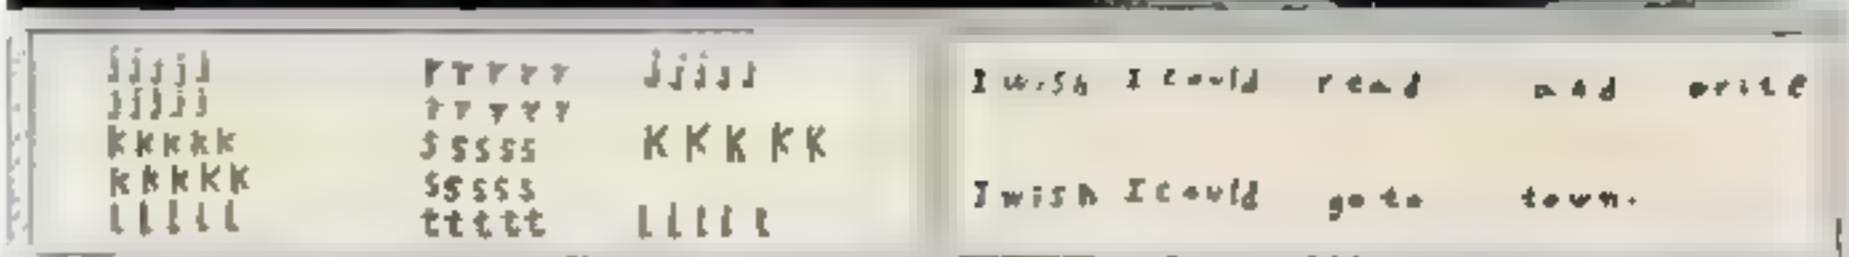 jjjjj rrrrr jjjjj
jjjjj rrrrr
kkkkk sssss KKKKK
kkkkk sssss
lllll ttttt lllll
I wish I could read and write
I wish I could go to town.